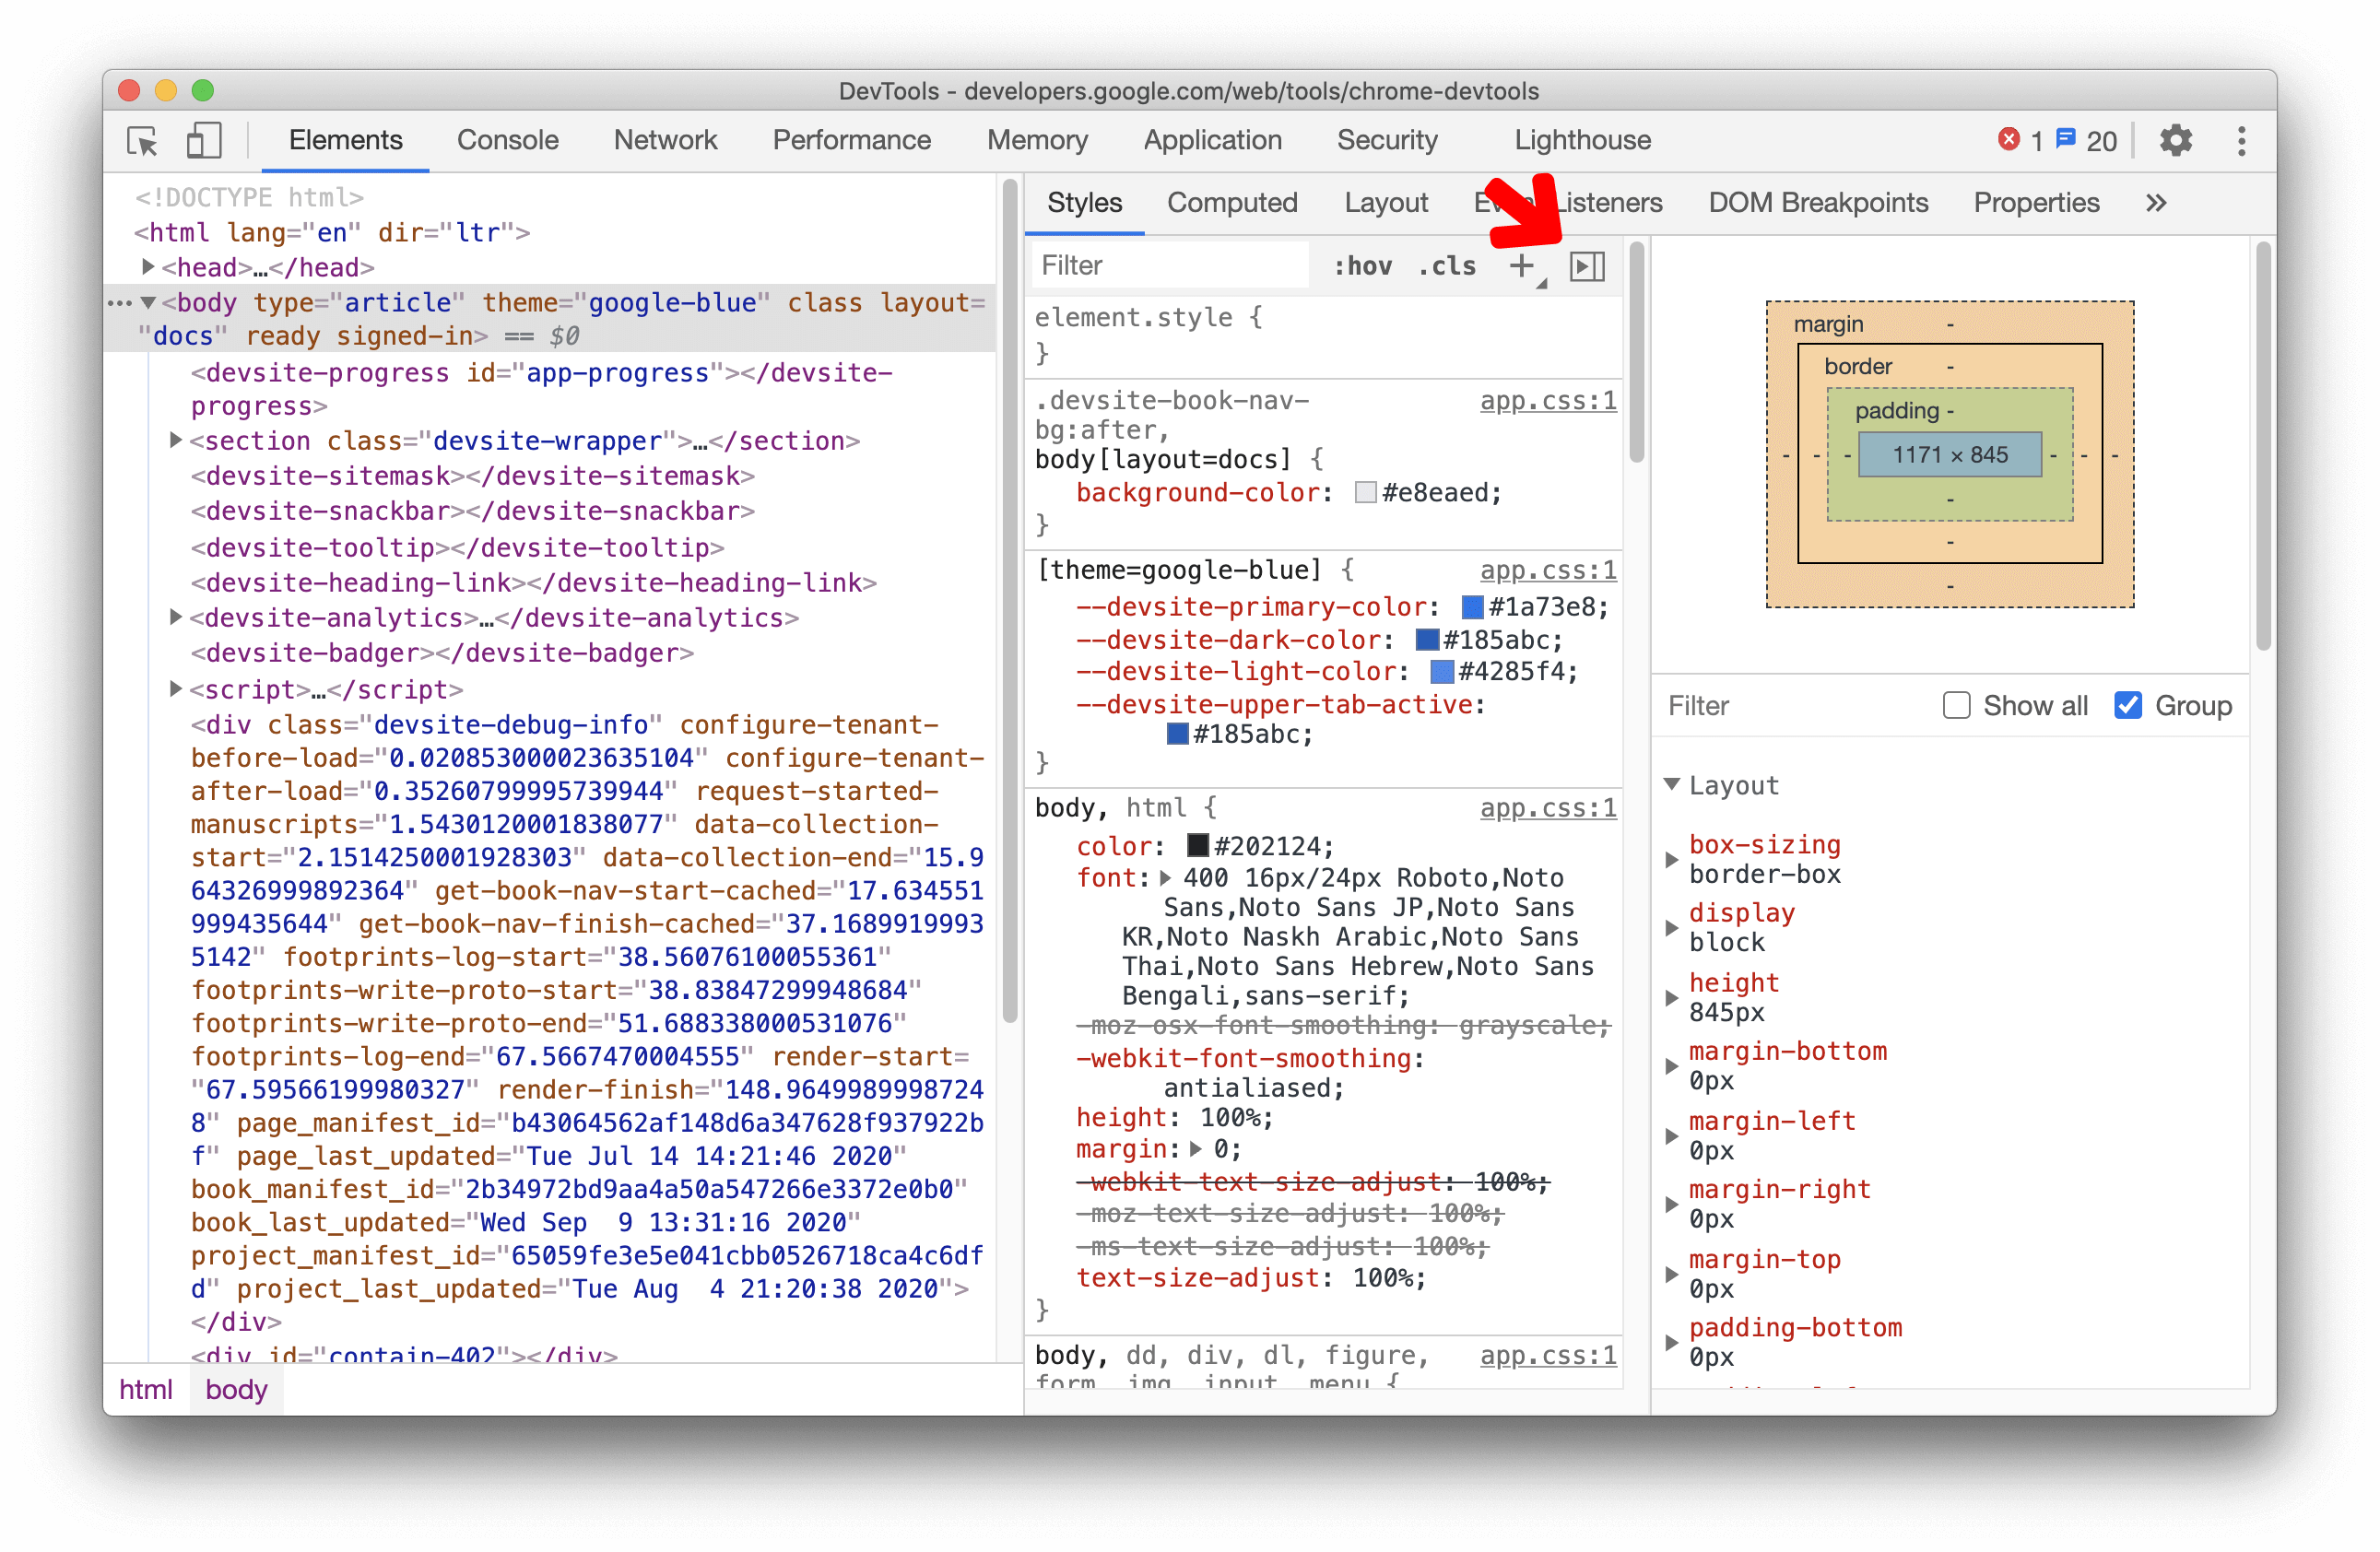 DevTools - developers.google.com/web/tools/chrome-devtools
Elements Console Network Performance Memory Application Security Lighthouse 1 20
<!DOCTYPE html>
<html lang="en" dir="ltr">
<head>…</head>
<body type="article" theme="google-blue" class layout=
"docs" ready signed-in> == $0
<devsite-progress id="app-progress"></devsite-
progress>
<section class="devsite-wrapper">…</section>
<devsite-sitemask></devsite-sitemask>
<devsite-snackbar></devsite-snackbar>
<devsite-tooltip></devsite-tooltip>
<devsite-heading-link></devsite-heading-link>
<devsite-analytics>…</devsite-analytics>
<devsite-badger></devsite-badger>
<script>…</script>
<div class="devsite-debug-info" configure-tenant-
before-load="0.020853000023635104" configure-tenant-
after-load="0.35260799995739944" request-started-
manuscripts="1.5430120001838077" data-collection-
start="2.1514250001928303" data-collection-end="15.9
64326999892364" get-book-nav-start-cached="17.634551
999435644" get-book-nav-finish-cached="37.1689919993
5142" footprints-log-start="38.56076100055361"
footprints-write-proto-start="38.83847299948684"
footprints-write-proto-end="51.688338000531076"
footprints-log-end="67.5667470004555" render-start=
"67.59566199980327" render-finish="148.9649989998724
8" page_manifest_id="b43064562af148d6a347628f937922b
f" page_last_updated="Tue Jul 14 14:21:46 2020"
book_manifest_id="2b34972bd9aa4a50a547266e3372e0b0"
book_last_updated="Wed Sep  9 13:31:16 2020"
project_manifest_id="65059fe3e5e041cbb0526718ca4c6df
d" project_last_updated="Tue Aug  4 21:20:38 2020">
</div>
<div id="contain-402"></div>
html body
Styles Computed Layout Listeners DOM Breakpoints Properties »
Filter :hov .cls +
element.style {
}
.devsite-book-nav- app.css:1
bg:after,
body[layout=docs] {
background-color: #e8eaed;
}
[theme=google-blue] { app.css:1
--devsite-primary-color: #1a73e8;
--devsite-dark-color: #185abc;
--devsite-light-color: #4285f4;
--devsite-upper-tab-active:
#185abc;
}
body, html { app.css:1
color: #202124;
font: 400 16px/24px Roboto,Noto
Sans,Noto Sans JP,Noto Sans
KR,Noto Naskh Arabic,Noto Sans
Thai,Noto Sans Hebrew,Noto Sans
Bengali,sans-serif;
-moz-osx-font-smoothing: grayscale;
-webkit-font-smoothing:
antialiased;
height: 100%;
margin: 0;
-webkit-text-size-adjust: 100%;
-moz-text-size-adjust: 100%;
-ms-text-size-adjust: 100%;
text-size-adjust: 100%;
}
body, dd, div, dl, figure, app.css:1
form, img, input, menu {
margin -
border -
padding -
- - - 1171 × 845 - - -
-
-
-
Filter Show all Group
Layout
box-sizing
border-box
display
block
height
845px
margin-bottom
0px
margin-left
0px
margin-right
0px
margin-top
0px
padding-bottom
0px